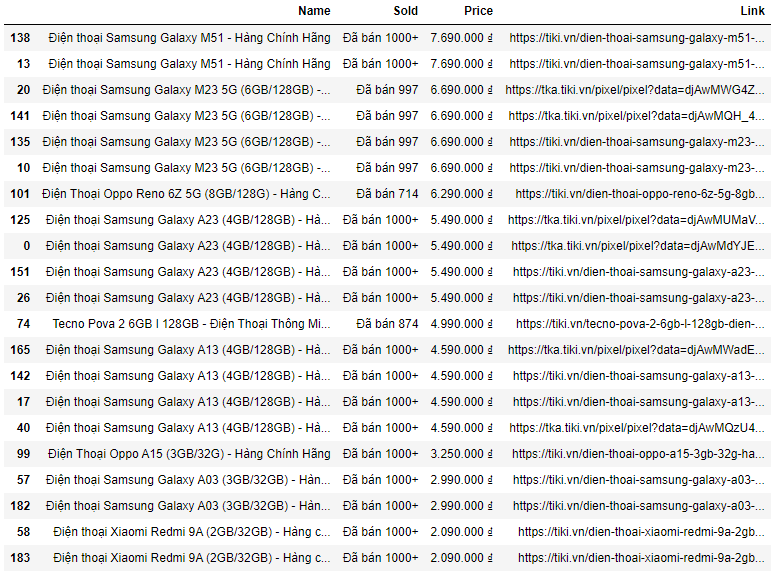 Name Sold Price Link
138 Điện thoại Samsung Galaxy M51 - Hàng Chính Hãng Đã bán 1000+ 7.690.000 ₫ https://tiki.vn/dien-thoai-samsung-galaxy-m51-...
13 Điện thoại Samsung Galaxy M51 - Hàng Chính Hãng Đã bán 1000+ 7.690.000 ₫ https://tiki.vn/dien-thoai-samsung-galaxy-m51-...
20 Điện thoại Samsung Galaxy M23 5G (6GB/128GB) -... Đã bán 997 6.690.000 ₫ https://tka.tiki.vn/pixel/pixel?data=djAwMWG4Z...
141 Điện thoại Samsung Galaxy M23 5G (6GB/128GB) -... Đã bán 997 6.690.000 ₫ https://tka.tiki.vn/pixel/pixel?data=djAwMQH_4...
135 Điện thoại Samsung Galaxy M23 5G (6GB/128GB) -... Đã bán 997 6.690.000 ₫ https://tiki.vn/dien-thoai-samsung-galaxy-m23-...
10 Điện thoại Samsung Galaxy M23 5G (6GB/128GB) -... Đã bán 997 6.690.000 ₫ https://tiki.vn/dien-thoai-samsung-galaxy-m23-...
101 Điện Thoại Oppo Reno 6Z 5G (8GB/128G) - Hàng C... Đã bán 714 6.290.000 ₫ https://tiki.vn/dien-thoai-oppo-reno-6z-5g-8gb...
125 Điện thoại Samsung Galaxy A23 (4GB/128GB) - Hà... Đã bán 1000+ 5.490.000 ₫ https://tka.tiki.vn/pixel/pixel?data=djAwMUMaV...
0 Điện thoại Samsung Galaxy A23 (4GB/128GB) - Hà... Đã bán 1000+ 5.490.000 ₫ https://tka.tiki.vn/pixel/pixel?data=djAwMdYJE...
151 Điện thoại Samsung Galaxy A23 (4GB/128GB) - Hà... Đã bán 1000+ 5.490.000 ₫ https://tiki.vn/dien-thoai-samsung-galaxy-a23-...
26 Điện thoại Samsung Galaxy A23 (4GB/128GB) - Hà... Đã bán 1000+ 5.490.000 ₫ https://tiki.vn/dien-thoai-samsung-galaxy-a23-...
74 Tecno Pova 2 6GB l 128GB - Điện Thoại Thông Mi... Đã bán 874 4.990.000 ₫ https://tiki.vn/tecno-pova-2-6gb-l-128gb-dien-...
165 Điện thoại Samsung Galaxy A13 (4GB/128GB) - Hà... Đã bán 1000+ 4.590.000 ₫ https://tka.tiki.vn/pixel/pixel?data=djAwMWadE...
142 Điện thoại Samsung Galaxy A13 (4GB/128GB) - Hà... Đã bán 1000+ 4.590.000 ₫ https://tiki.vn/dien-thoai-samsung-galaxy-a13-...
17 Điện thoại Samsung Galaxy A13 (4GB/128GB) - Hà... Đã bán 1000+ 4.590.000 ₫ https://tiki.vn/dien-thoai-samsung-galaxy-a13-...
40 Điện thoại Samsung Galaxy A13 (4GB/128GB) - Hà... Đã bán 1000+ 4.590.000 ₫ https://tka.tiki.vn/pixel/pixel?data=djAwMQzU4...
99 Điện Thoại Oppo A15 (3GB/32G) - Hàng Chính Hãng Đã bán 1000+ 3.250.000 ₫ https://tiki.vn/dien-thoai-oppo-a15-3gb-32g-ha...
57 Điện thoại Samsung Galaxy A03 (3GB/32GB) - Hàn... Đã bán 1000+ 2.990.000 ₫ https://tiki.vn/dien-thoai-samsung-galaxy-a03-...
182 Điện thoại Samsung Galaxy A03 (3GB/32GB) - Hàn... Đã bán 1000+ 2.990.000 ₫ https://tiki.vn/dien-thoai-samsung-galaxy-a03-...
58 Điện thoại Xiaomi Redmi 9A (2GB/32GB) - Hàng c... Đã bán 1000+ 2.090.000 ₫ https://tiki.vn/dien-thoai-xiaomi-redmi-9a-2gb...
183 Điện thoại Xiaomi Redmi 9A (2GB/32GB) - Hàng c... Đã bán 1000+ 2.090.000 ₫ https://tiki.vn/dien-thoai-xiaomi-redmi-9a-2gb...